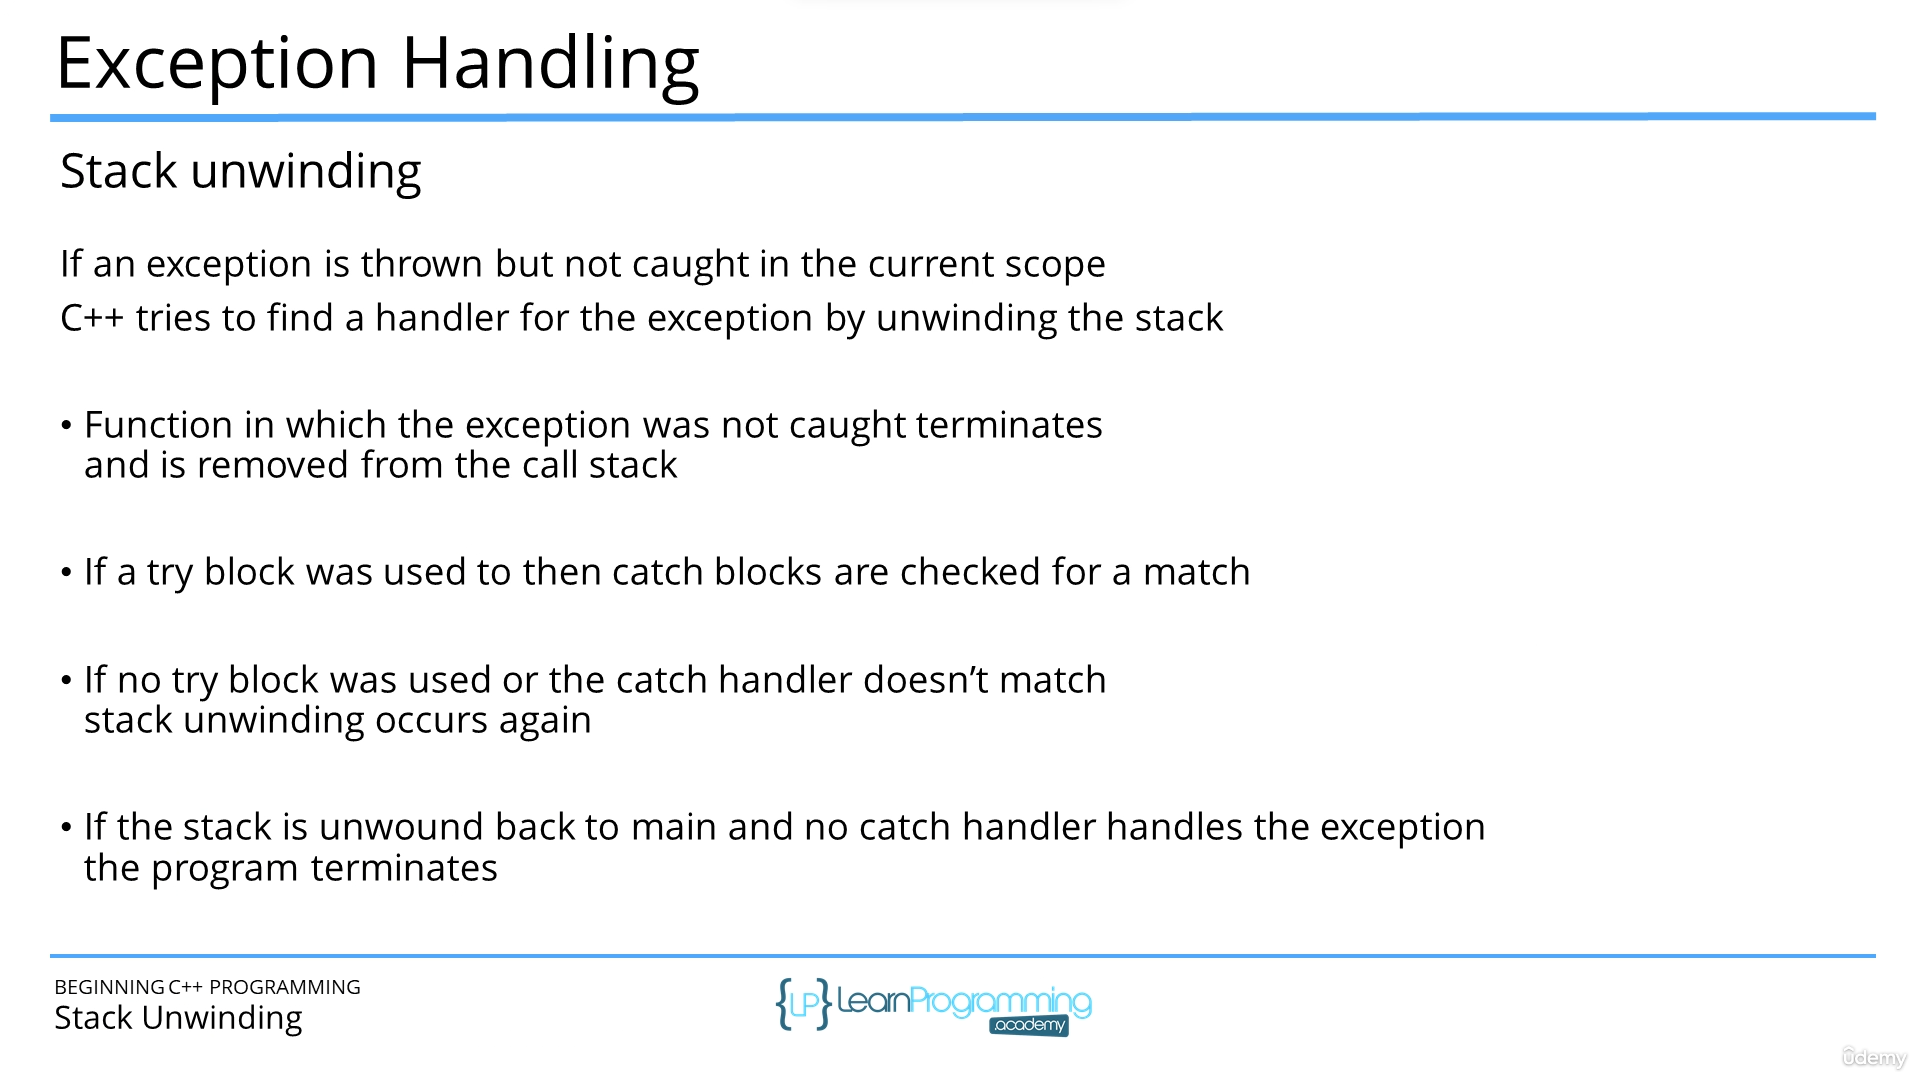 Exception Handling
Stack unwinding
If an exception is thrown but not caught in the current scope
C++ tries to find a handler for the exception by unwinding the stack
• Function in which the exception was not caught terminates
and is removed from the call stack
• If a try block was used to then catch blocks are checked for a match
• If no try block was used or the catch handler doesn’t match
stack unwinding occurs again
• If the stack is unwound back to main and no catch handler handles the exception
the program terminates
BEGINNING C++ PROGRAMMING
Stack Unwinding
{LP} LearnProgramming
.academy
ûdemy